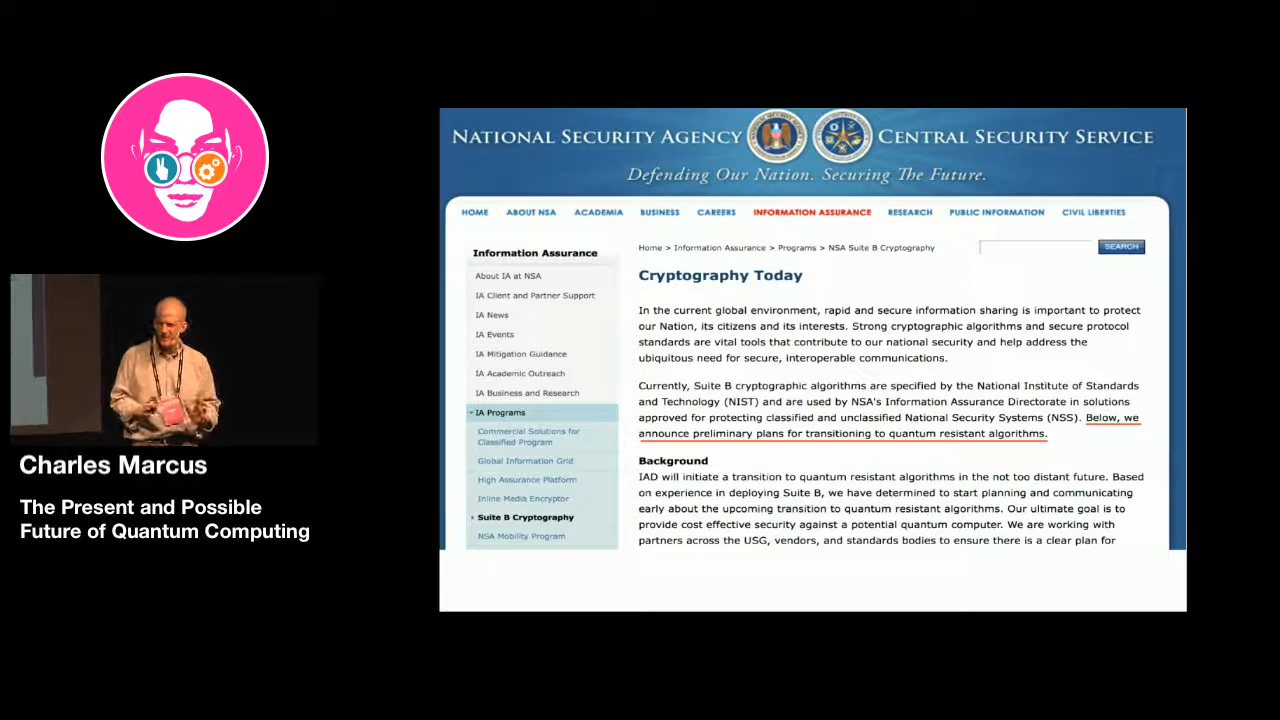 Charles Marcus
The Present and Possible
Future of Quantum Computing
NATIONAL SECURITY AGENCY CENTRAL SECURITY SERVICE
Defending Our Nation. Securing The Future.
HOME ABOUT NSA ACADEMIA BUSINESS CAREERS INFORMATION ASSURANCE RESEARCH PUBLIC INFORMATION CIVIL LIBERTIES
Information Assurance
About IA at NSA
IA Client and Partner Support
IA News
IA Events
IA Mitigation Guidance
IA Academic Outreach
IA Business and Research
IA Programs
Commercial Solutions for
Classified Program
Global Information Grid
High Assurance Platform
Inline Media Encryptor
Suite B Cryptography
NSA Mobility Program
Home > Information Assurance > Programs > NSA Suite B Cryptography
SEARCH
Cryptography Today
In the current global environment, rapid and secure information sharing is important to protect
our Nation, its citizens and its interests. Strong cryptographic algorithms and secure protocol
standards are vital tools that contribute to our national security and help address the
ubiquitous need for secure, interoperable communications.
Currently, Suite B cryptographic algorithms are specified by the National Institute of Standards
and Technology (NIST) and are used by NSA's Information Assurance Directorate in solutions
approved for protecting classified and unclassified National Security Systems (NSS). Below, we
announce preliminary plans for transitioning to quantum resistant algorithms.
Background
IAD will initiate a transition to quantum resistant algorithms in the not too distant future. Based
on experience in deploying Suite B, we have determined to start planning and communicating
early about the upcoming transition to quantum resistant algorithms. Our ultimate goal is to
provide cost effective security against a potential quantum computer. We are working with
partners across the USG, vendors, and standards bodies to ensure there is a clear plan for